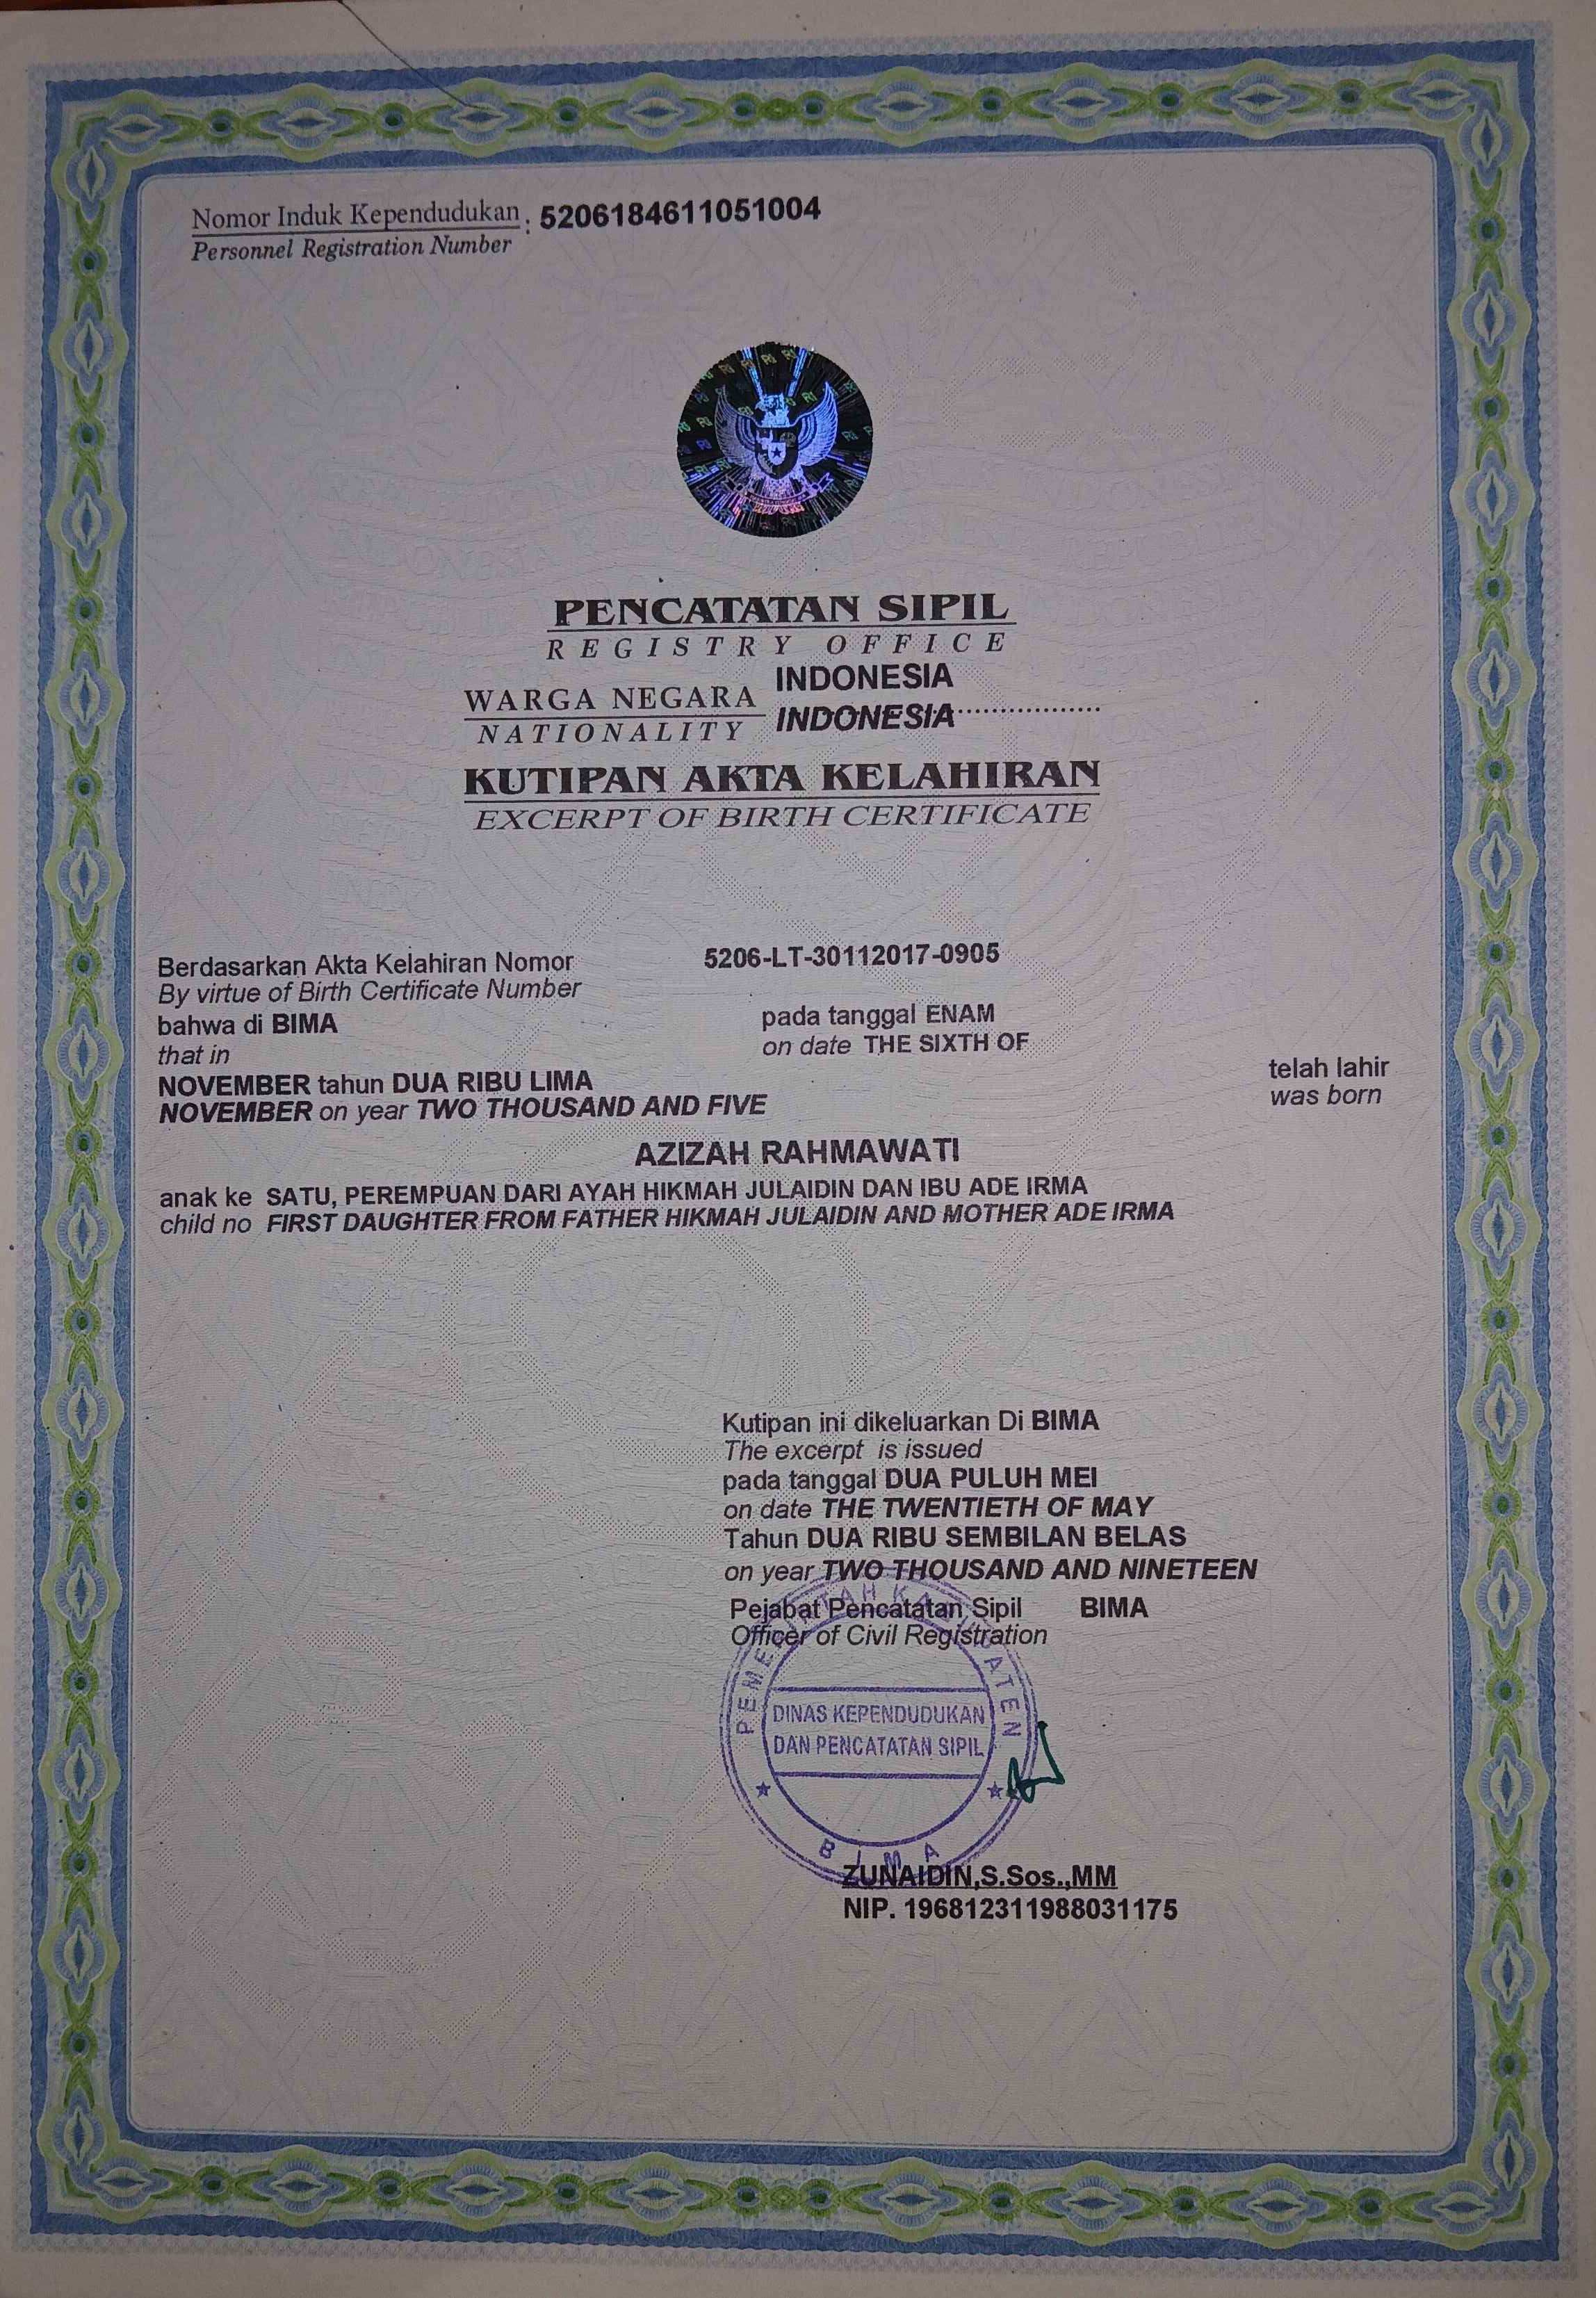 Nomor Induk Kependudukan : 5206184611051004
Personnel Registration Number
PENCATATAN SIPIL
REGISTRY OFFICE
WARGA NEGARA INDONESIA
NATIONALITY INDONESIA
KUTIPAN AKTA KELAHIRAN
EXCERPT OF BIRTH CERTIFICATE
Berdasarkan Akta Kelahiran Nomor 5206-LT-30112017-0905
By virtue of Birth Certificate Number
bahwa di BIMA pada tanggal ENAM
that in on date THE SIXTH OF
NOVEMBER tahun DUA RIBU LIMA telah lahir
NOVEMBER on year TWO THOUSAND AND FIVE was born
AZIZAH RAHMAWATI
anak ke SATU, PEREMPUAN DARI AYAH HIKMAH JULAIDIN DAN IBU ADE IRMA
child no FIRST DAUGHTER FROM FATHER HIKMAH JULAIDIN AND MOTHER ADE IRMA
Kutipan ini dikeluarkan Di BIMA
The excerpt is issued
pada tanggal DUA PULUH MEI
on date THE TWENTIETH OF MAY
Tahun DUA RIBU SEMBILAN BELAS
on year TWO THOUSAND AND NINETEEN
Pejabat Pencatatan Sipil BIMA
Officer of Civil Registration
PEMERINTAH KABUPATEN
DINAS KEPENDUDUKAN
DAN PENCATATAN SIPIL
BIMA
ZUNAIDIN,S.Sos.,MM
NIP. 196812311988031175